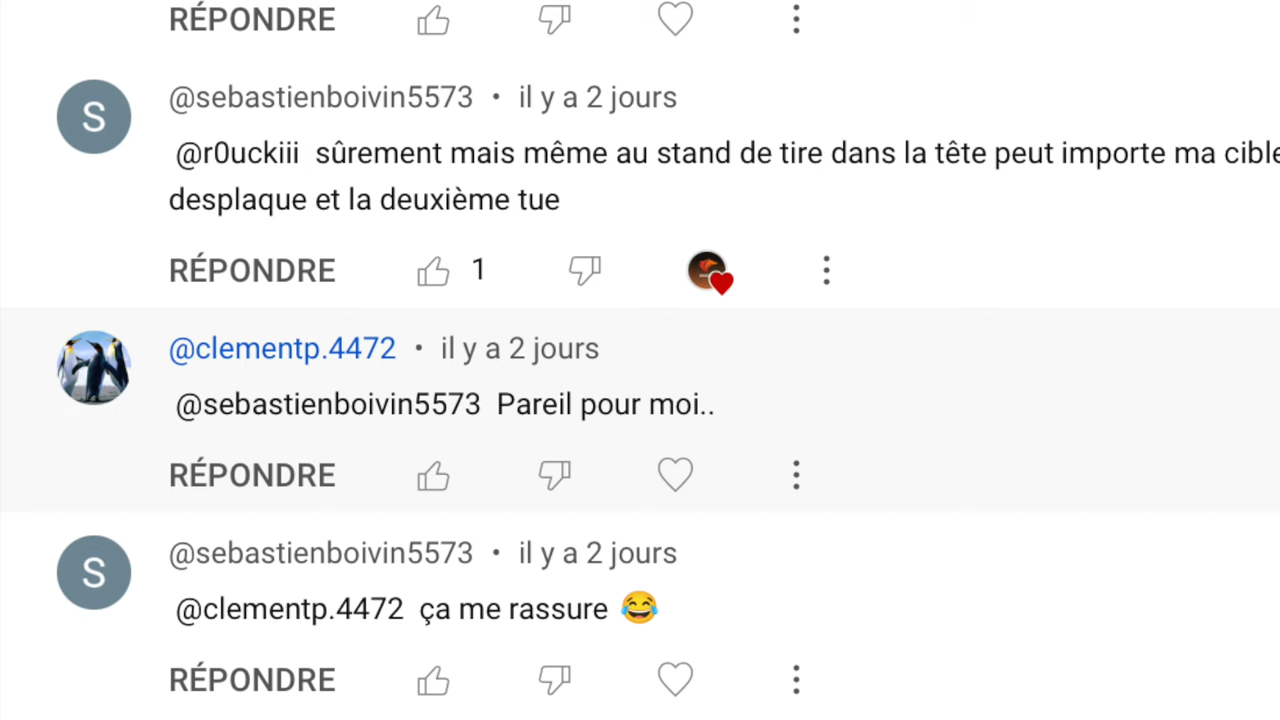 RÉPONDRE
S
@sebastienboivin5573 • il y a 2 jours
@r0uckiii sûrement mais même au stand de tire dans la tête peut importe ma cible
desplaque et la deuxième tue
RÉPONDRE 1
@clementp.4472 • il y a 2 jours
@sebastienboivin5573 Pareil pour moi..
RÉPONDRE
S
@sebastienboivin5573 • il y a 2 jours
@clementp.4472 ça me rassure 😂
RÉPONDRE